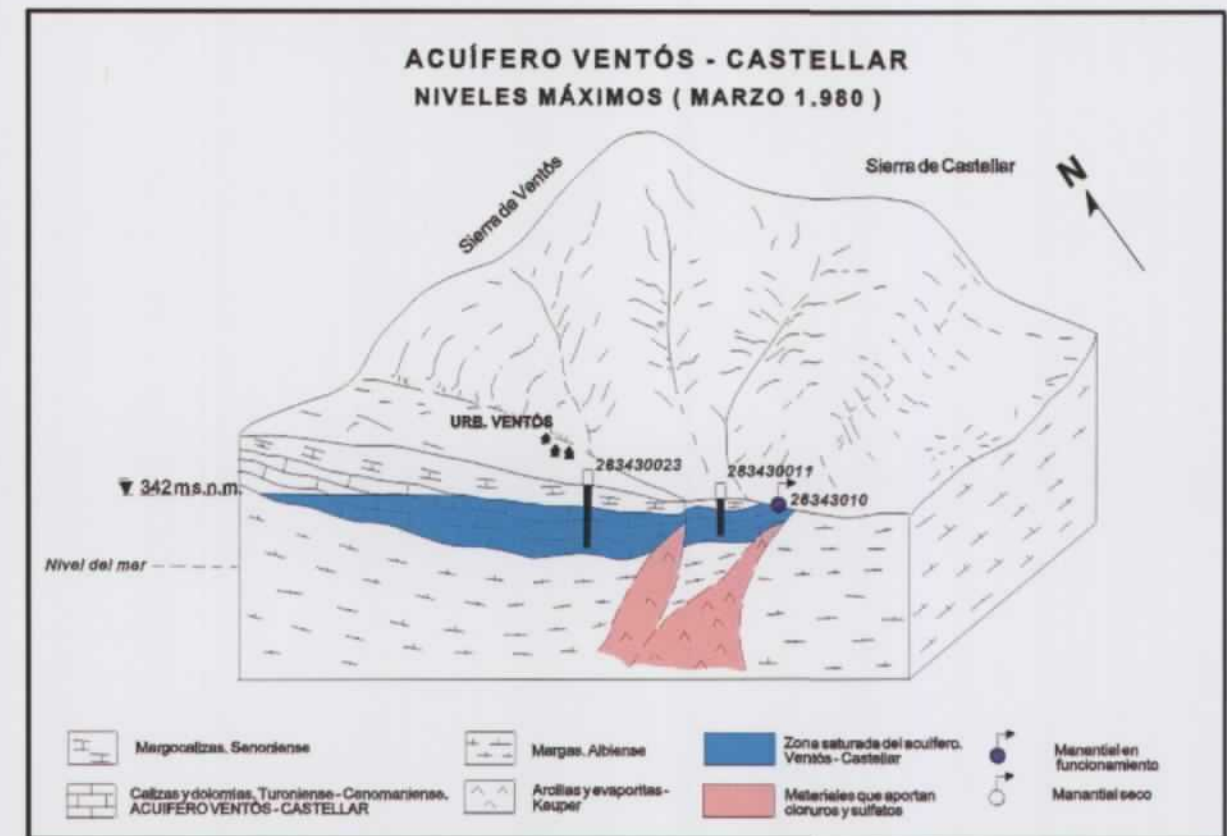 ACUÍFERO VENTÓS - CASTELLAR
NIVELES MÁXIMOS ( MARZO 1.980 )
Sierra de Ventós
Sierra de Castellar
N
URB. VENTÓS
283430023
283430011
28343010
342 m.s.n.m.
Nivel del mar
Margocalizas. Senoniense
Calizas y dolomías. Turoniense - Cenomaniense.
ACUIFERO VENTÓS - CASTELLAR
Margas. Albiense
Arcillas y evaporitas -
Keuper
Zona saturada del acuífero.
Ventós - Castellar
Materiales que aportan
cloruros y sulfatos
Manantial en
funcionamiento
Manantial seco